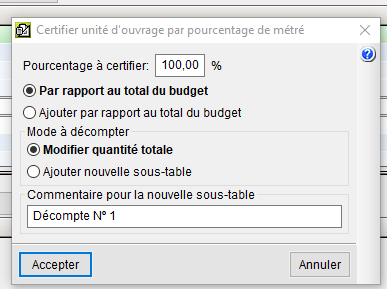 Certifier unité d'ouvrage par pourcentage de métré
Pourcentage à certifier: 100,00 %
Par rapport au total du budget
Ajouter par rapport au total du budget
Mode à décompter
Modifier quantité totale
Ajouter nouvelle sous-table
Commentaire pour la nouvelle sous-table
Décompte Nº 1
Accepter Annuler